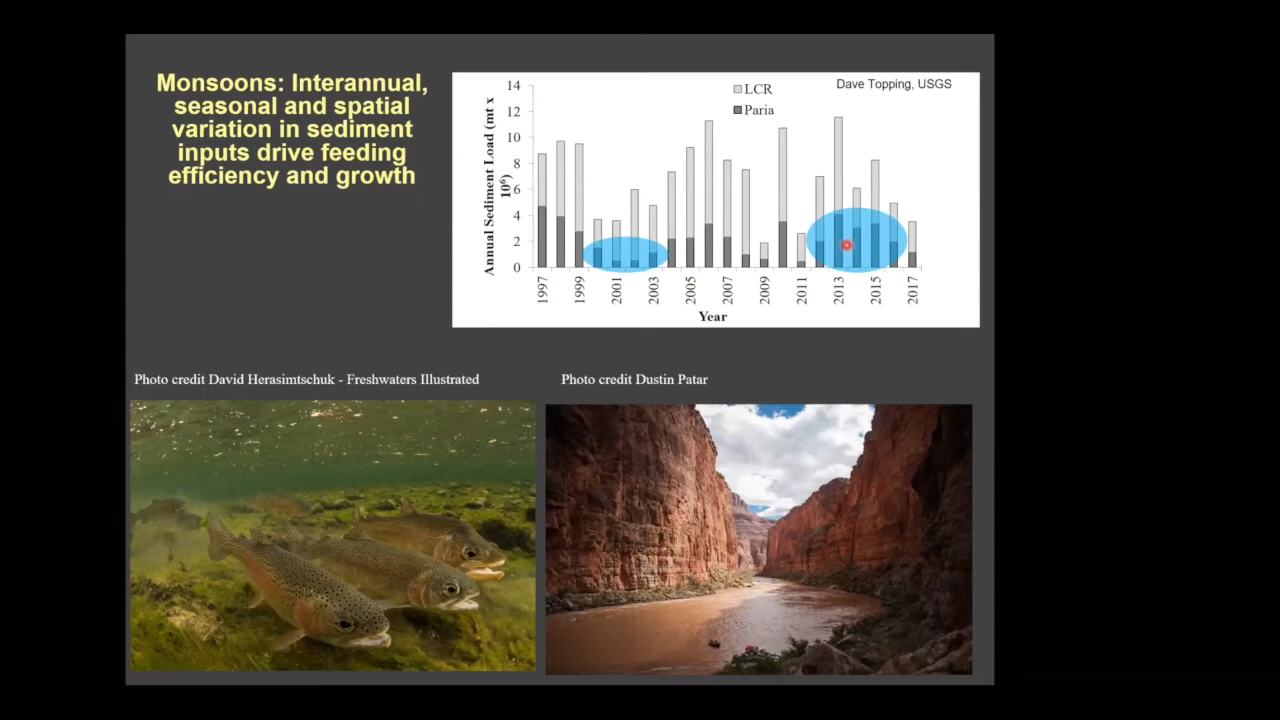 Monsoons: Interannual,
seasonal and spatial
variation in sediment
inputs drive feeding
efficiency and growth
Dave Topping, USGS
LCR
Paria
Annual Sediment Load (mt x
10⁶)
14
12
10
8
6
4
2
0
1997
1999
2001
2003
2005
2007
2009
2011
2013
2015
2017
Year
Photo credit David Herasimtschuk - Freshwaters Illustrated
Photo credit Dustin Patar